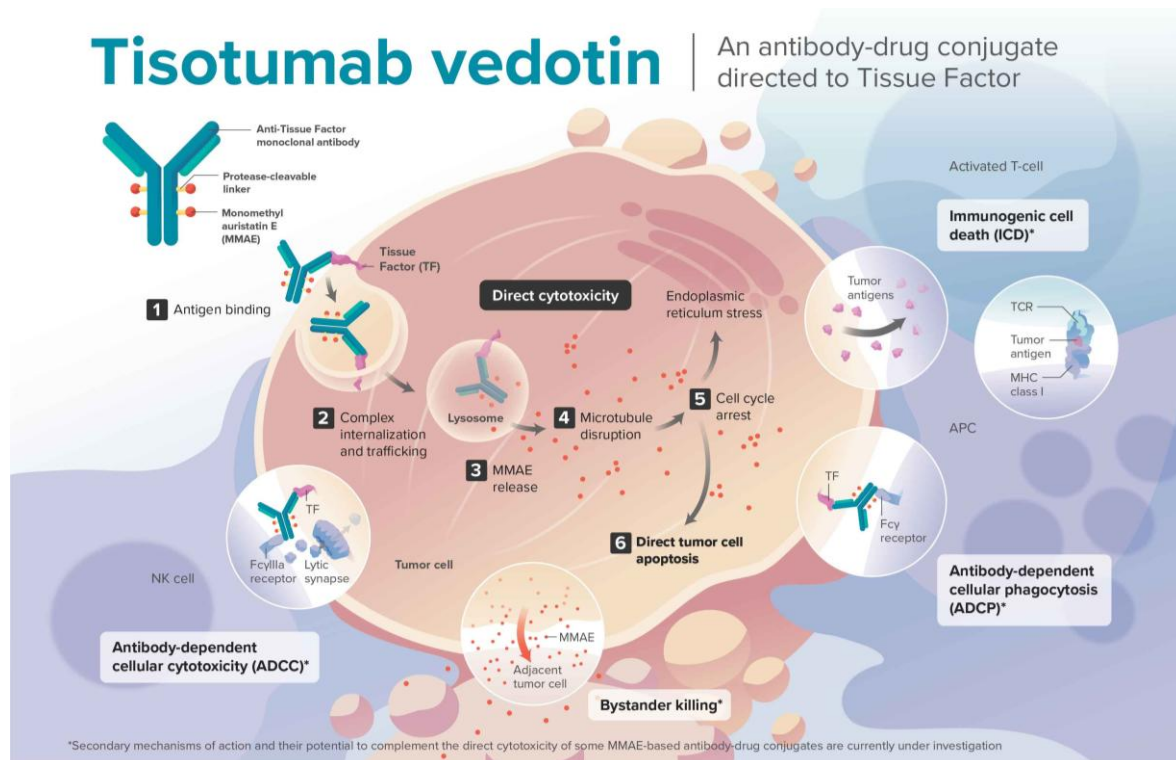 Tisotumab vedotin
An antibody-drug conjugate
directed to Tissue Factor
Anti-Tissue Factor
monoclonal antibody
Protease-cleavable
linker
Monomethyl
auristatin E
(MMAE)
Tissue
Factor (TF)
1 Antigen binding
2 Complex
internalization
and trafficking
Lysosome
3 MMAE
release
Direct cytotoxicity
4 Microtubule
disruption
5 Cell cycle
arrest
Endoplasmic
reticulum stress
6 Direct tumor cell
apoptosis
Activated T-cell
Immunogenic cell
death (ICD)*
Tumor
antigens
TCR
Tumor
antigen
MHC
class I
APC
TF
Fcy
receptor
Antibody-dependent
cellular phagocytosis
(ADCP)*
TF
FcyIIIa
receptor
Lytic
synapse
NK cell
Tumor cell
Antibody-dependent
cellular cytotoxicity (ADCC)*
MMAE
Adjacent
tumor cell
Bystander killing*
*Secondary mechanisms of action and their potential to complement the direct cytotoxicity of some MMAE-based antibody-drug conjugates are currently under investigation